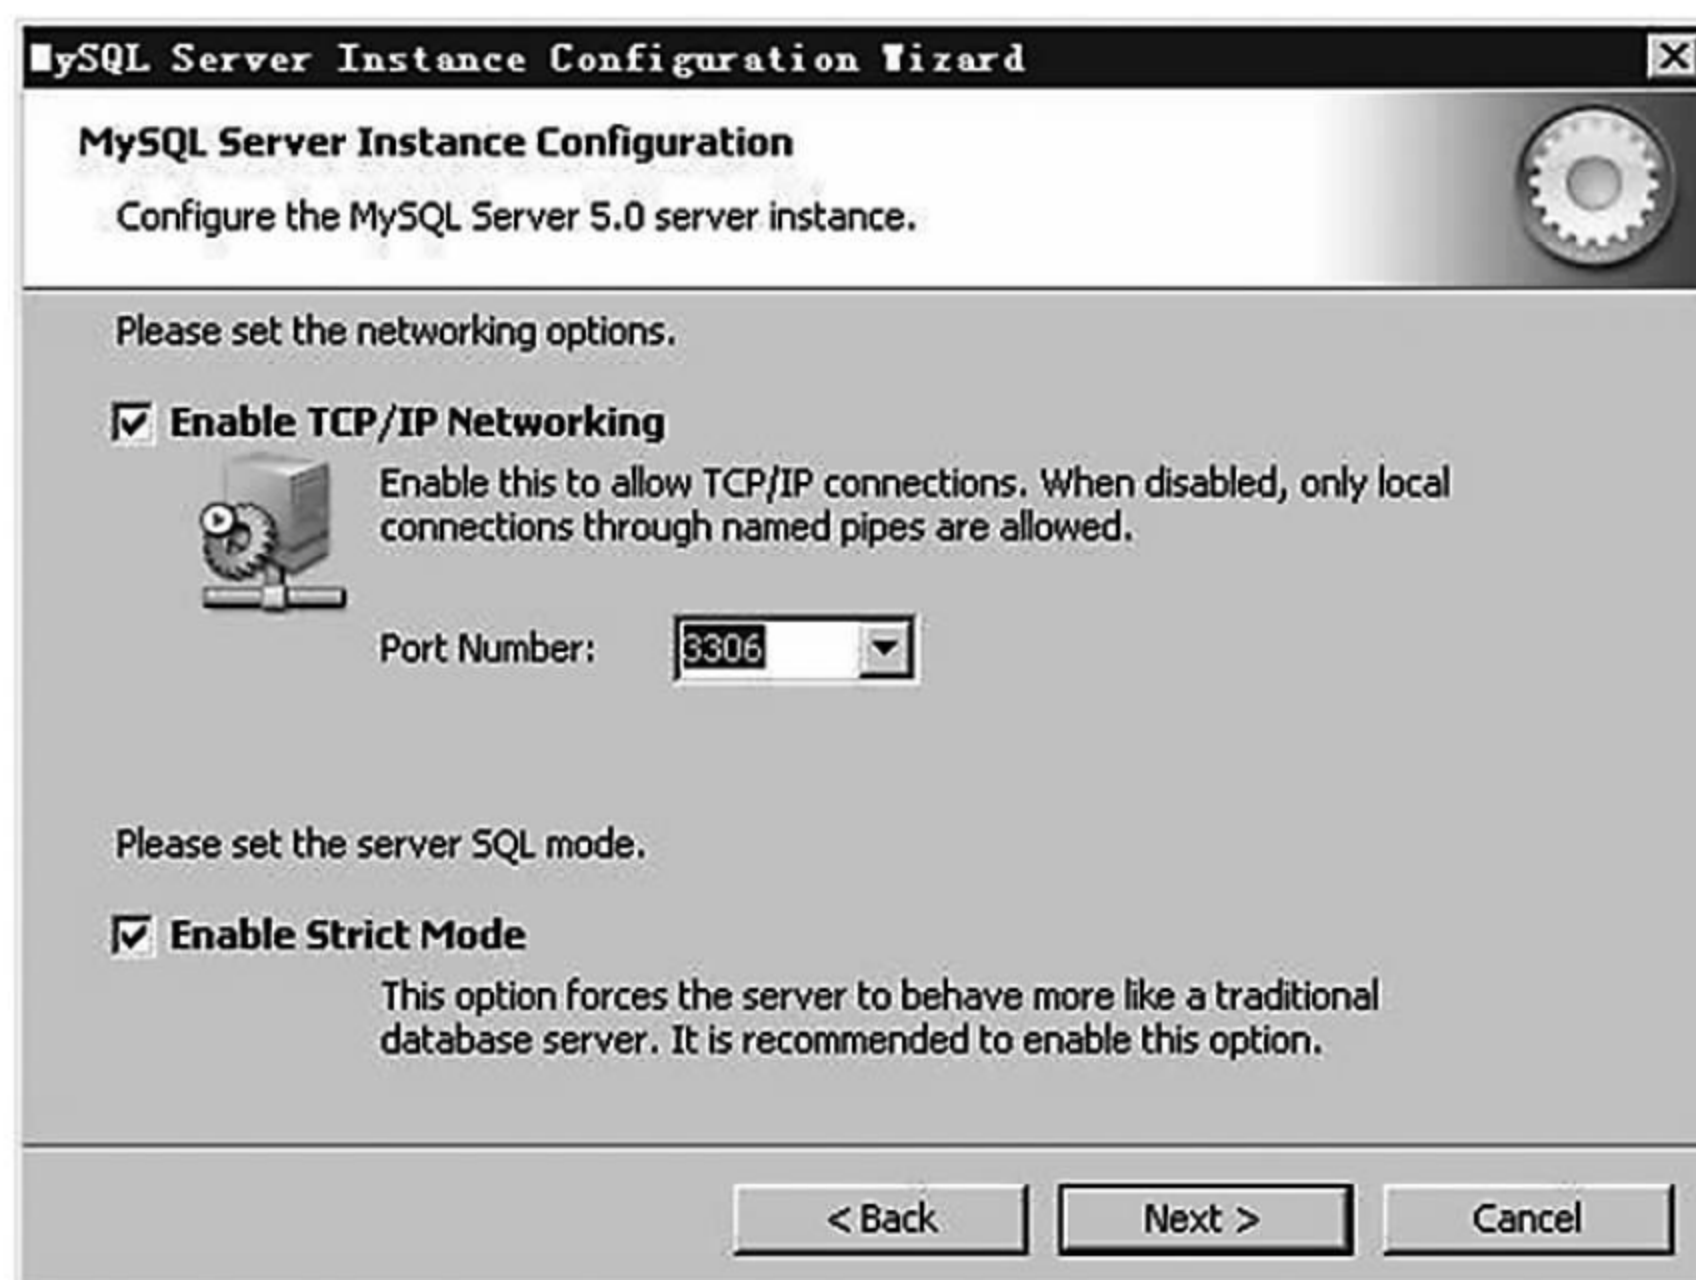 MySQL Server Instance Configuration Wizard
MySQL Server Instance Configuration
Configure the MySQL Server 5.0 server instance.
Please set the networking options.
Enable TCP/IP Networking
Enable this to allow TCP/IP connections. When disabled, only local
connections through named pipes are allowed.
Port Number: 3306
Please set the server SQL mode.
Enable Strict Mode
This option forces the server to behave more like a traditional
database server. It is recommended to enable this option.
< Back Next > Cancel